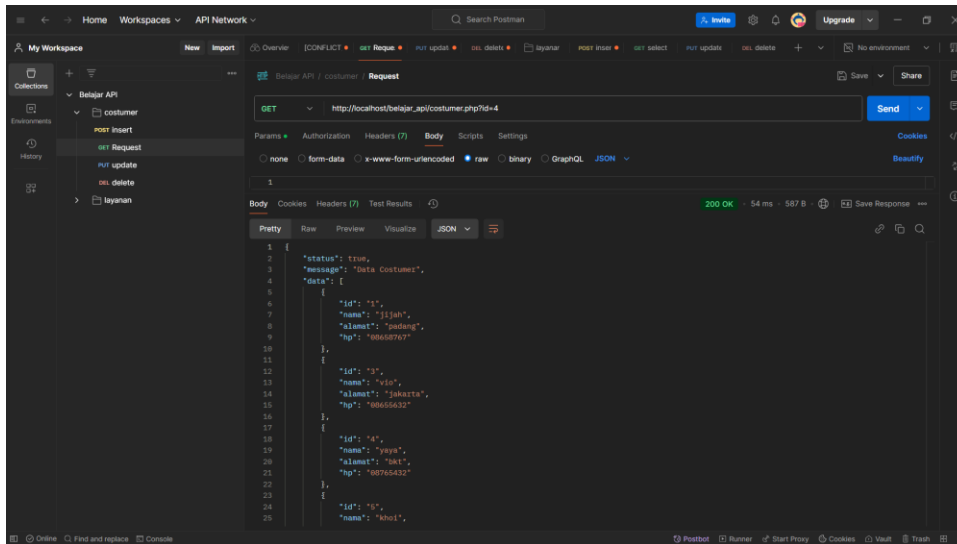 Home Workspaces API Network Search Postman Invite Upgrade
My Workspace New Import Overvie [CONFLICT GET Reque POST updat DEL delete layanar POST inser GET select PUT update DEL delete No environment
Collections
Environments
History
Belajar API
costumer
POST insert
GET Request
PUT update
DEL delete
layanan
Belajar API / costumer / Request Save Share
GET http://localhost/belajar_api/costumer.php?id=4 Send
Params Authorization Headers (7) Body Scripts Settings Cookies
none form-data x-www-form-urlencoded raw binary GraphQL JSON Beautify
1
Body Cookies Headers (7) Test Results 200 OK 54 ms 587 B Save Response
Pretty Raw Preview Visualize JSON
1 {
2 "status": true,
3 "message": "Data Costumer",
4 "data": [
5 {
6 "id": "1",
7 "nama": "jijah",
8 "alamat": "padang",
9 "hp": "08658767"
10 },
11 {
12 "id": "3",
13 "nama": "vio",
14 "alamat": "jakarta",
15 "hp": "08655632"
16 },
17 {
18 "id": "4",
19 "nama": "yaya",
20 "alamat": "bkt",
21 "hp": "08765432"
22 },
23 {
24 "id": "5",
25 "nama": "khoi",
Online Find and replace Console Postbot Runner Start Proxy Cookies Vault Trash